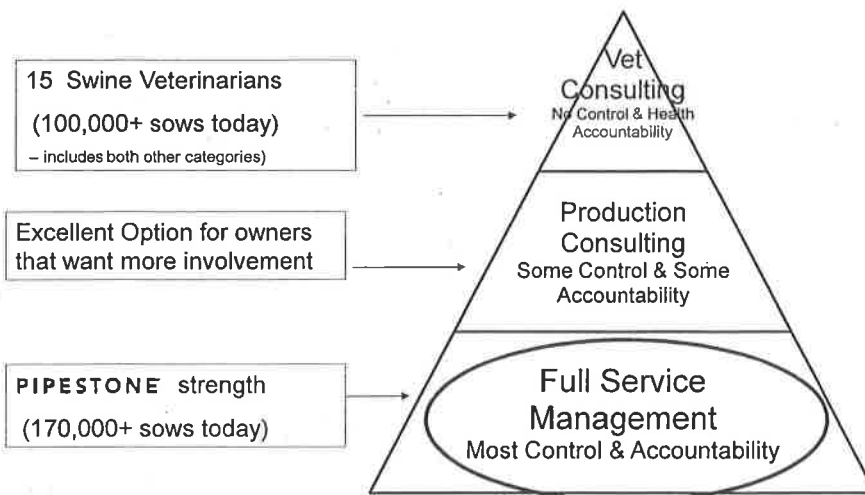 15 Swine Veterinarians
(100,000+ sows today)
– includes both other categories)
Excellent Option for owners
that want more involvement
PIPESTONE strength
(170,000+ sows today)
Vet
Consulting
No Control & Health
Accountability
Production
Consulting
Some Control & Some
Accountability
Full Service
Management
Most Control & Accountability